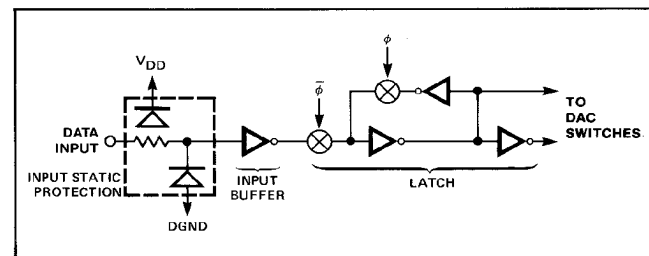 V_DD
DATA
INPUT
INPUT STATIC
PROTECTION
DGND
INPUT
BUFFER
φ̄
φ
LATCH
TO
DAC
SWITCHES